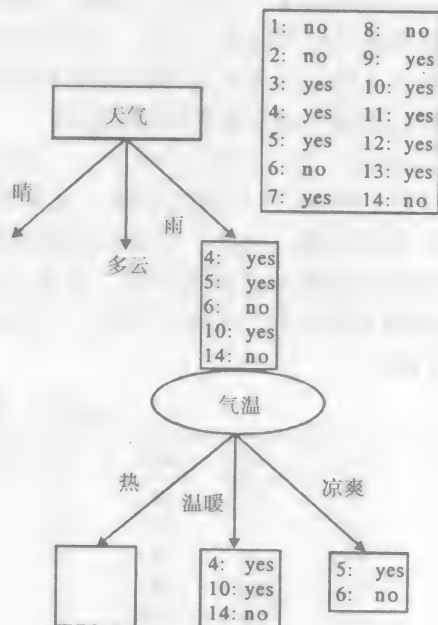 1: no 8: no
2: no 9: yes
3: yes 10: yes
4: yes 11: yes
5: yes 12: yes
6: no 13: yes
7: yes 14: no
天气
晴
多云
雨
4: yes
5: yes
6: no
10: yes
14: no
气温
热
温暖
凉爽
4: yes
10: yes
14: no
5: yes
6: no